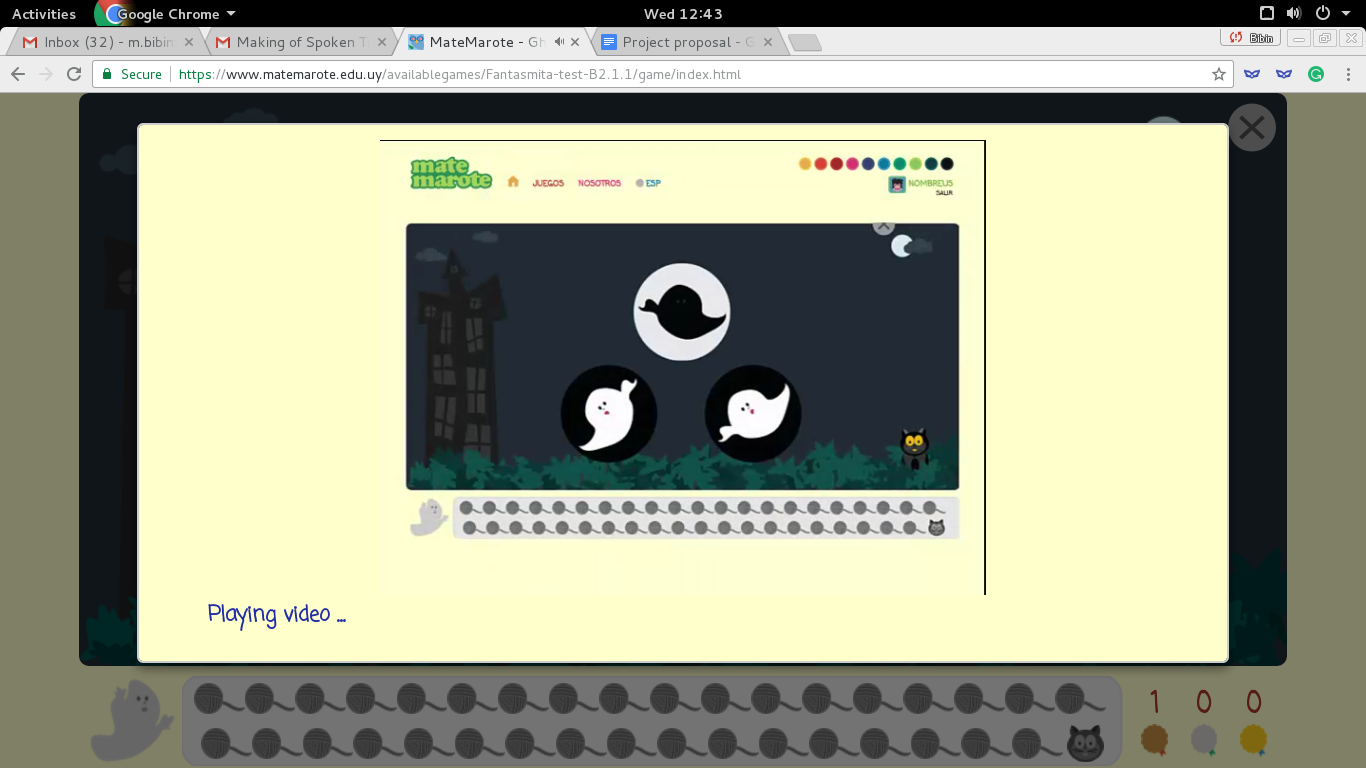 Activities Google Chrome Wed 12:43
Inbox (32) - m.bibin Making of Spoken T MateMarote - Gh Project proposal - G Bibin
Secure https://www.matemarote.edu.uy/availablegames/Fantasmita-test-B2.1.1/game/index.html
mate
marote
JUEGOS NOSOTROS ESP NOMBREUS
SALIR
Playing video ...
1 0 0